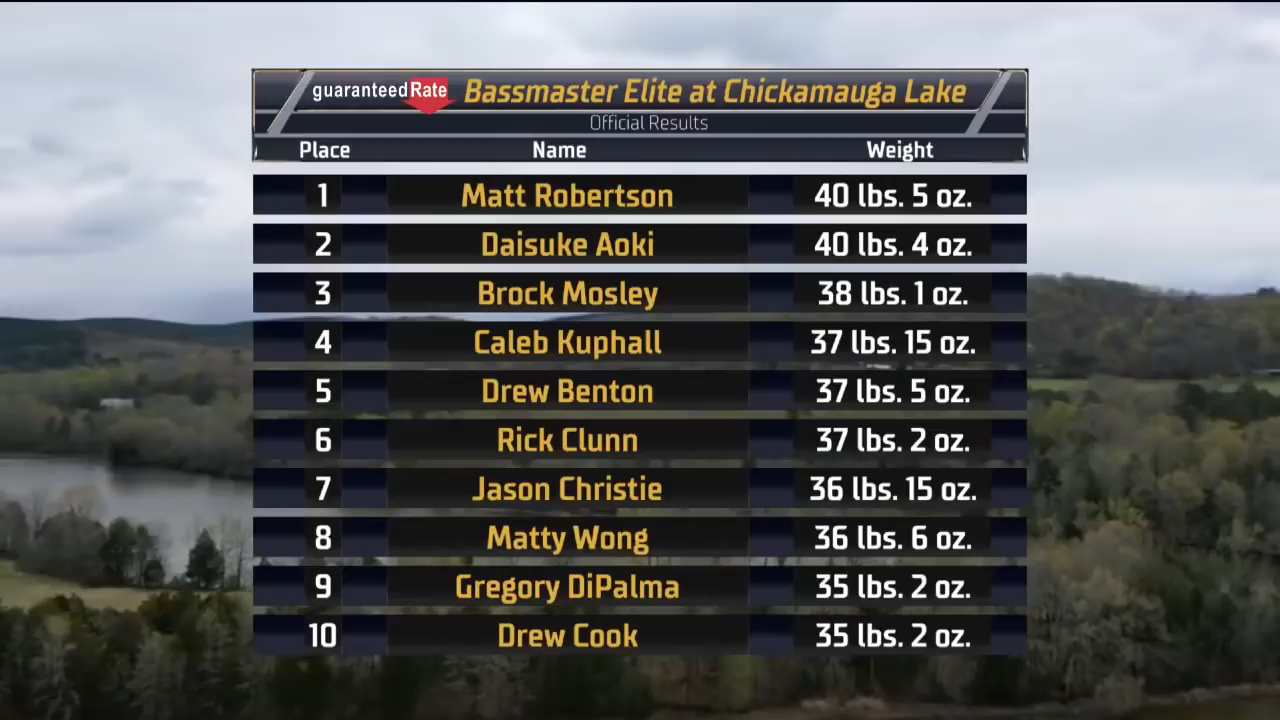 guaranteedRate Bassmaster Elite at Chickamauga Lake
Official Results
Place Name Weight
1 Matt Robertson 40 lbs. 5 oz.
2 Daisuke Aoki 40 lbs. 4 oz.
3 Brock Mosley 38 lbs. 1 oz.
4 Caleb Kuphall 37 lbs. 15 oz.
5 Drew Benton 37 lbs. 5 oz.
6 Rick Clunn 37 lbs. 2 oz.
7 Jason Christie 36 lbs. 15 oz.
8 Matty Wong 36 lbs. 6 oz.
9 Gregory DiPalma 35 lbs. 2 oz.
10 Drew Cook 35 lbs. 2 oz.